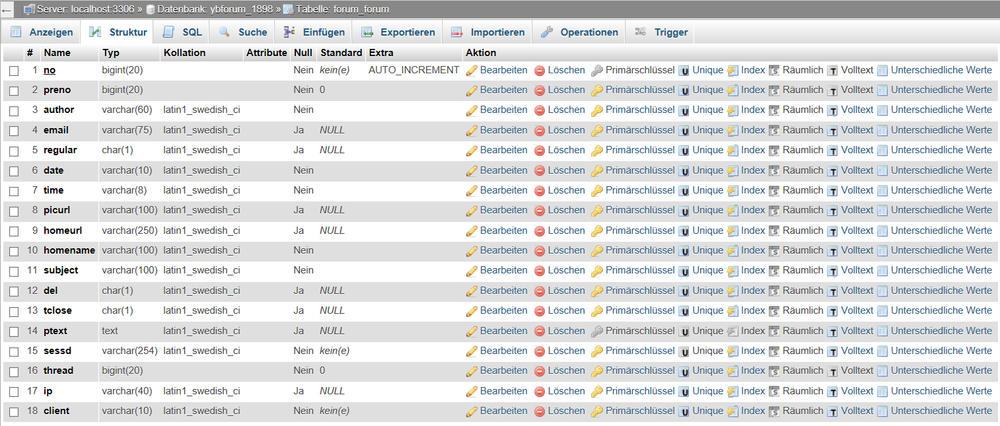 ← Server: localhost:3306 » Datenbank: ybforum_1898 » Tabelle: forum_forum
Anzeigen Struktur SQL Suche Einfügen Exportieren Importieren Operationen Trigger
# Name Typ Kollation Attribute Null Standard Extra Aktion
1 no bigint(20) Nein kein(e) AUTO_INCREMENT Bearbeiten Löschen Primärschlüssel U Unique Index S Räumlich T Volltext Unterschiedliche Werte
2 preno bigint(20) Nein 0 Bearbeiten Löschen Primärschlüssel U Unique Index S Räumlich T Volltext Unterschiedliche Werte
3 author varchar(60) latin1_swedish_ci Nein Bearbeiten Löschen Primärschlüssel U Unique Index S Räumlich T Volltext Unterschiedliche Werte
4 email varchar(75) latin1_swedish_ci Ja NULL Bearbeiten Löschen Primärschlüssel U Unique Index S Räumlich T Volltext Unterschiedliche Werte
5 regular char(1) latin1_swedish_ci Ja NULL Bearbeiten Löschen Primärschlüssel U Unique Index S Räumlich T Volltext Unterschiedliche Werte
6 date varchar(10) latin1_swedish_ci Nein Bearbeiten Löschen Primärschlüssel U Unique Index S Räumlich T Volltext Unterschiedliche Werte
7 time varchar(8) latin1_swedish_ci Nein Bearbeiten Löschen Primärschlüssel U Unique Index S Räumlich T Volltext Unterschiedliche Werte
8 picurl varchar(100) latin1_swedish_ci Ja NULL Bearbeiten Löschen Primärschlüssel U Unique Index S Räumlich T Volltext Unterschiedliche Werte
9 homeurl varchar(250) latin1_swedish_ci Ja NULL Bearbeiten Löschen Primärschlüssel U Unique Index S Räumlich T Volltext Unterschiedliche Werte
10 homename varchar(100) latin1_swedish_ci Nein Bearbeiten Löschen Primärschlüssel U Unique Index S Räumlich T Volltext Unterschiedliche Werte
11 subject varchar(100) latin1_swedish_ci Nein Bearbeiten Löschen Primärschlüssel U Unique Index S Räumlich T Volltext Unterschiedliche Werte
12 del char(1) latin1_swedish_ci Ja NULL Bearbeiten Löschen Primärschlüssel U Unique Index S Räumlich T Volltext Unterschiedliche Werte
13 tclose char(1) latin1_swedish_ci Ja NULL Bearbeiten Löschen Primärschlüssel U Unique Index S Räumlich T Volltext Unterschiedliche Werte
14 ptext text latin1_swedish_ci Ja NULL Bearbeiten Löschen Primärschlüssel U Unique Index S Räumlich T Volltext Unterschiedliche Werte
15 sessd varchar(254) latin1_swedish_ci Nein kein(e) Bearbeiten Löschen Primärschlüssel U Unique Index S Räumlich T Volltext Unterschiedliche Werte
16 thread bigint(20) Nein 0 Bearbeiten Löschen Primärschlüssel U Unique Index S Räumlich T Volltext Unterschiedliche Werte
17 ip varchar(40) latin1_swedish_ci Ja NULL Bearbeiten Löschen Primärschlüssel U Unique Index S Räumlich T Volltext Unterschiedliche Werte
18 client varchar(10) latin1_swedish_ci Nein kein(e) Bearbeiten Löschen Primärschlüssel U Unique Index S Räumlich T Volltext Unterschiedliche Werte